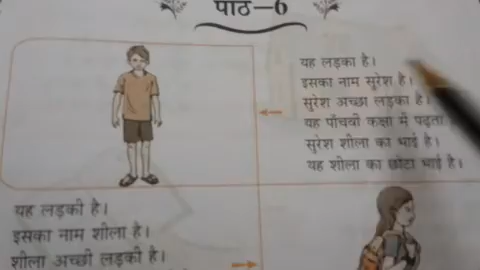 पाठ–6
यह लड़का है।
इसका नाम सुरेश है।
सुरेश अच्छा लड़का है।
यह पाँचवी कक्षा में पढ़ता
सुरेश शीला का भाई है।
यह शीला का छोटा भाई है।
यह लड़की है।
इसका नाम शीला है।
शीला अच्छी लड़की है।